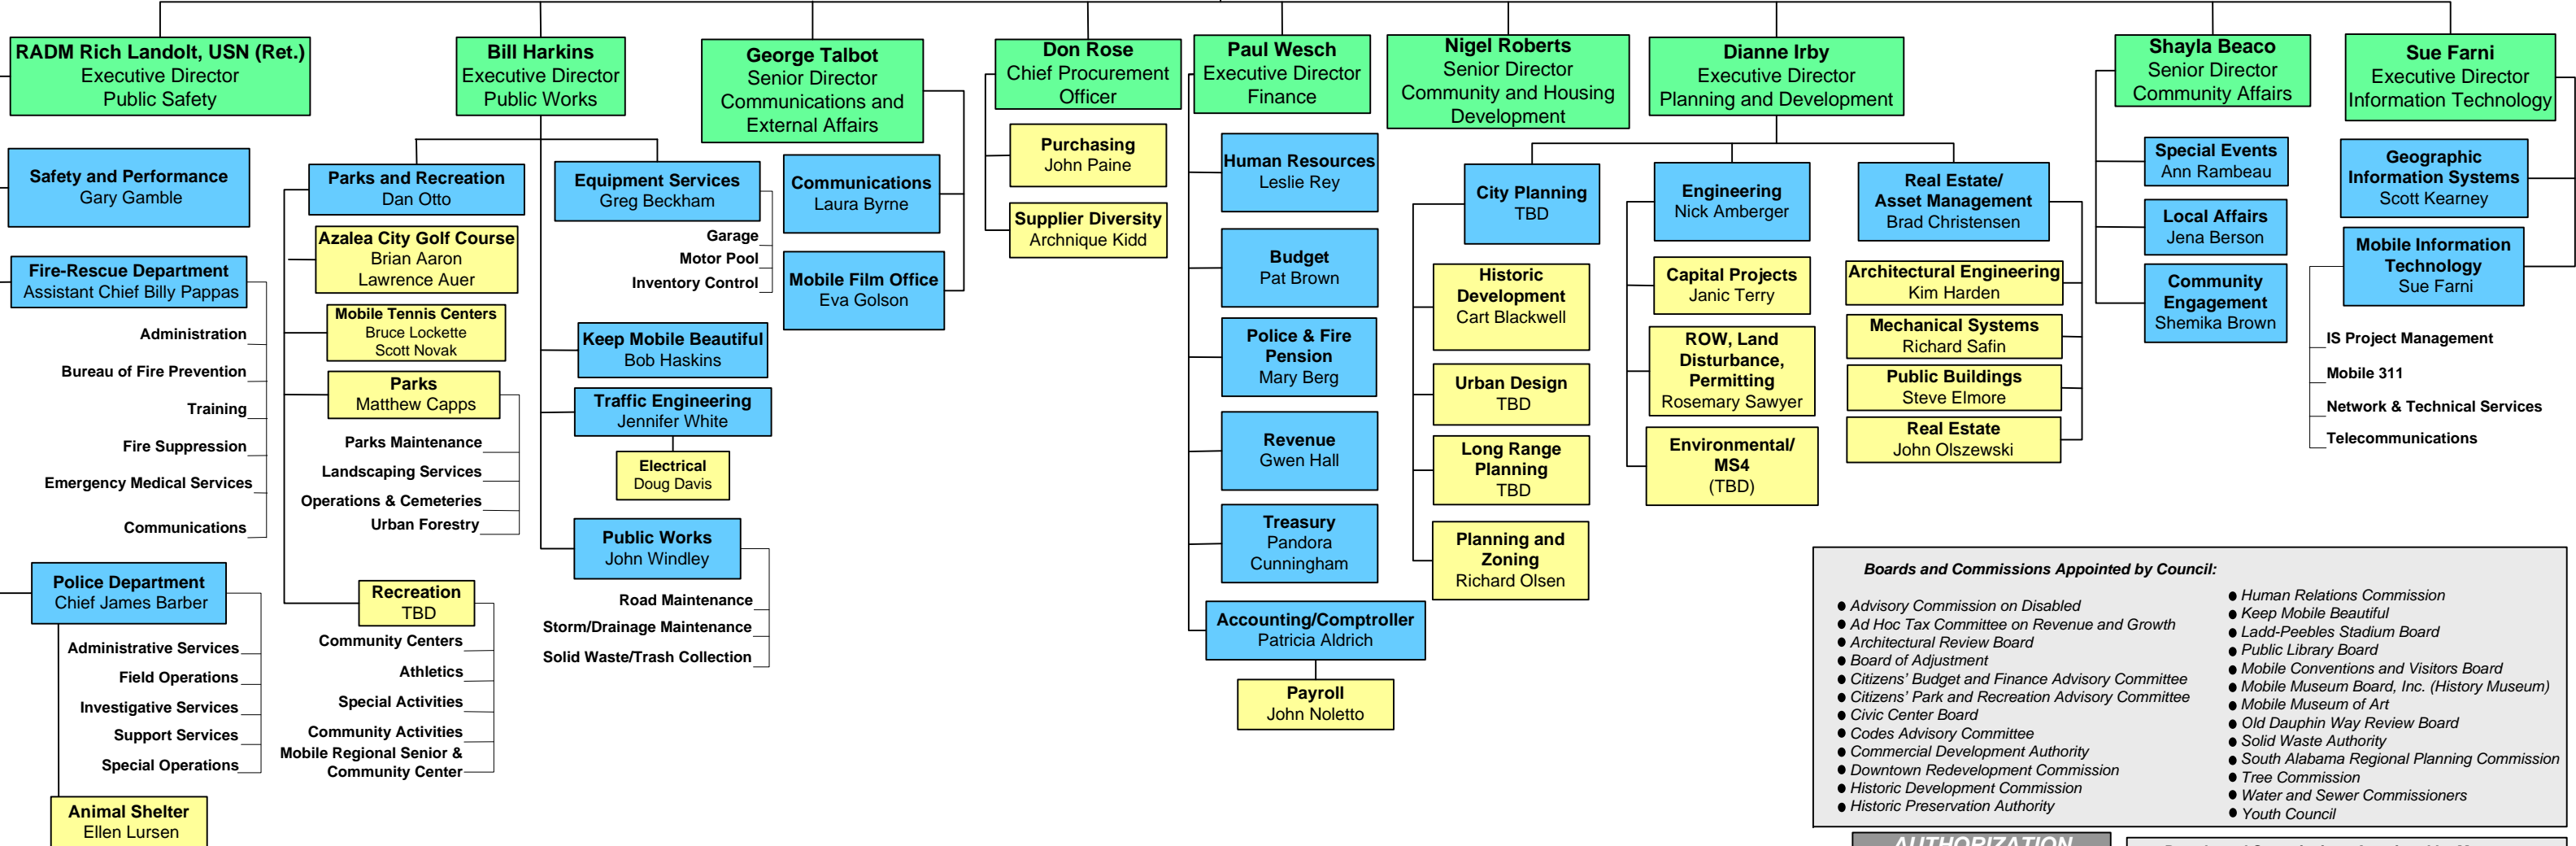 RADM Rich Landolt, USN (Ret.)
Executive Director
Public Safety
Safety and Performance
Gary Gamble
Fire-Rescue Department
Assistant Chief Billy Pappas
Administration
Bureau of Fire Prevention
Training
Fire Suppression
Emergency Medical Services
Communications
Police Department
Chief James Barber
Administrative Services
Field Operations
Investigative Services
Support Services
Special Operations
Animal Shelter
Ellen Lursen
Bill Harkins
Executive Director
Public Works
Parks and Recreation
Dan Otto
Azalea City Golf Course
Brian Aaron
Lawrence Auer
Mobile Tennis Centers
Bruce Lockette
Scott Novak
Parks
Matthew Capps
Parks Maintenance
Landscaping Services
Operations & Cemeteries
Urban Forestry
Recreation
TBD
Community Centers
Athletics
Special Activities
Community Activities
Mobile Regional Senior &
Community Center
Equipment Services
Greg Beckham
Garage
Motor Pool
Inventory Control
Keep Mobile Beautiful
Bob Haskins
Traffic Engineering
Jennifer White
Electrical
Doug Davis
Public Works
John Windley
Road Maintenance
Storm/Drainage Maintenance
Solid Waste/Trash Collection
George Talbot
Senior Director
Communications and
External Affairs
Communications
Laura Byrne
Mobile Film Office
Eva Golson
Don Rose
Chief Procurement
Officer
Purchasing
John Paine
Supplier Diversity
Archnique Kidd
Paul Wesch
Executive Director
Finance
Human Resources
Leslie Rey
Budget
Pat Brown
Police & Fire
Pension
Mary Berg
Revenue
Gwen Hall
Treasury
Pandora
Cunningham
Accounting/Comptroller
Patricia Aldrich
Payroll
John Noletto
Nigel Roberts
Senior Director
Community and Housing
Development
Dianne Irby
Executive Director
Planning and Development
City Planning
TBD
Historic
Development
Cart Blackwell
Urban Design
TBD
Long Range
Planning
TBD
Planning and
Zoning
Richard Olsen
Engineering
Nick Amberger
Capital Projects
Janic Terry
ROW, Land
Disturbance,
Permitting
Rosemary Sawyer
Environmental/
MS4
(TBD)
Real Estate/
Asset Management
Brad Christensen
Architectural Engineering
Kim Harden
Mechanical Systems
Richard Safin
Public Buildings
Steve Elmore
Real Estate
John Olszewski
Shayla Beaco
Senior Director
Community Affairs
Special Events
Ann Rambeau
Local Affairs
Jena Berson
Community
Engagement
Shemika Brown
Sue Farni
Executive Director
Information Technology
Geographic
Information Systems
Scott Kearney
Mobile Information
Technology
Sue Farni
IS Project Management
Mobile 311
Network & Technical Services
Telecommunications
Boards and Commissions Appointed by Council:
● Advisory Commission on Disabled
● Ad Hoc Tax Committee on Revenue and Growth
● Architectural Review Board
● Board of Adjustment
● Citizens' Budget and Finance Advisory Committee
● Citizens' Park and Recreation Advisory Committee
● Civic Center Board
● Codes Advisory Committee
● Commercial Development Authority
● Downtown Redevelopment Commission
● Historic Development Commission
● Historic Preservation Authority
● Human Relations Commission
● Keep Mobile Beautiful
● Ladd-Peebles Stadium Board
● Public Library Board
● Mobile Conventions and Visitors Board
● Mobile Museum Board, Inc. (History Museum)
● Mobile Museum of Art
● Old Dauphin Way Review Board
● Solid Waste Authority
● South Alabama Regional Planning Commission
● Tree Commission
● Water and Sewer Commissioners
● Youth Council
AUTHORIZATION